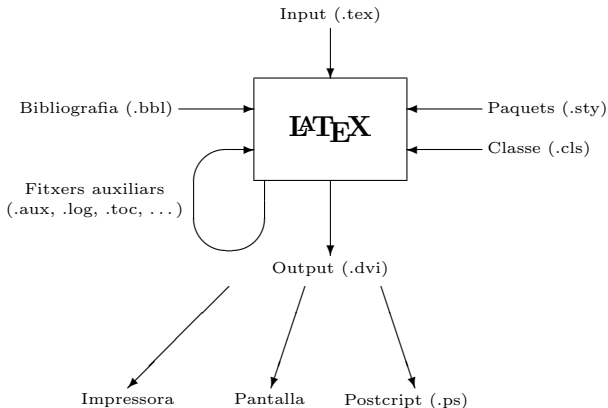 Input (.tex)
Bibliografia (.bbl)
LATEX
Paquets (.sty)
Classe (.cls)
Fitxers auxiliars
(.aux, .log, .toc, ...)
Output (.dvi)
Impressora
Pantalla
Postcript (.ps)